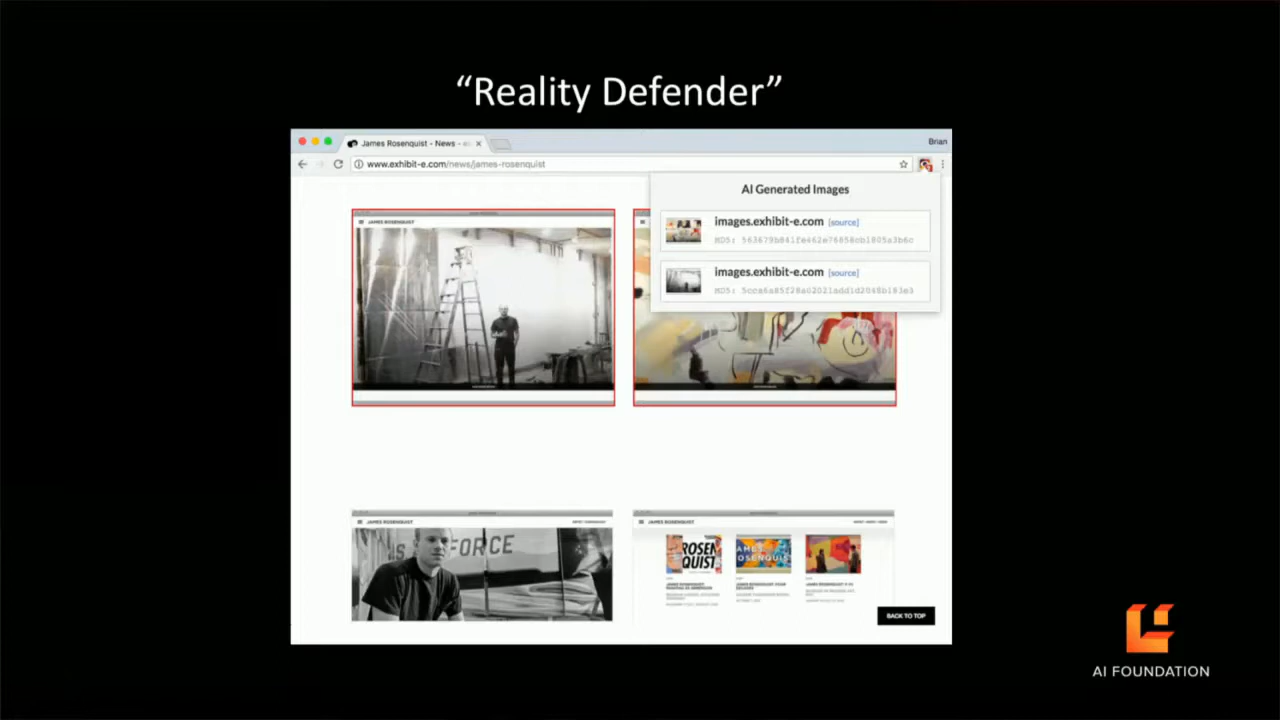 “Reality Defender”
James Rosenquist - News - ex
Brian
www.exhibit-e.com/news/james-rosenquist
AI Generated Images
images.exhibit-e.com [source]
images.exhibit-e.com [source]
JAMES ROSENQUIST
FORCE
JAMES ROSENQUIST
JAMES ROSENQUIST
ROSEN
QUIST
BACK TO TOP
AI FOUNDATION